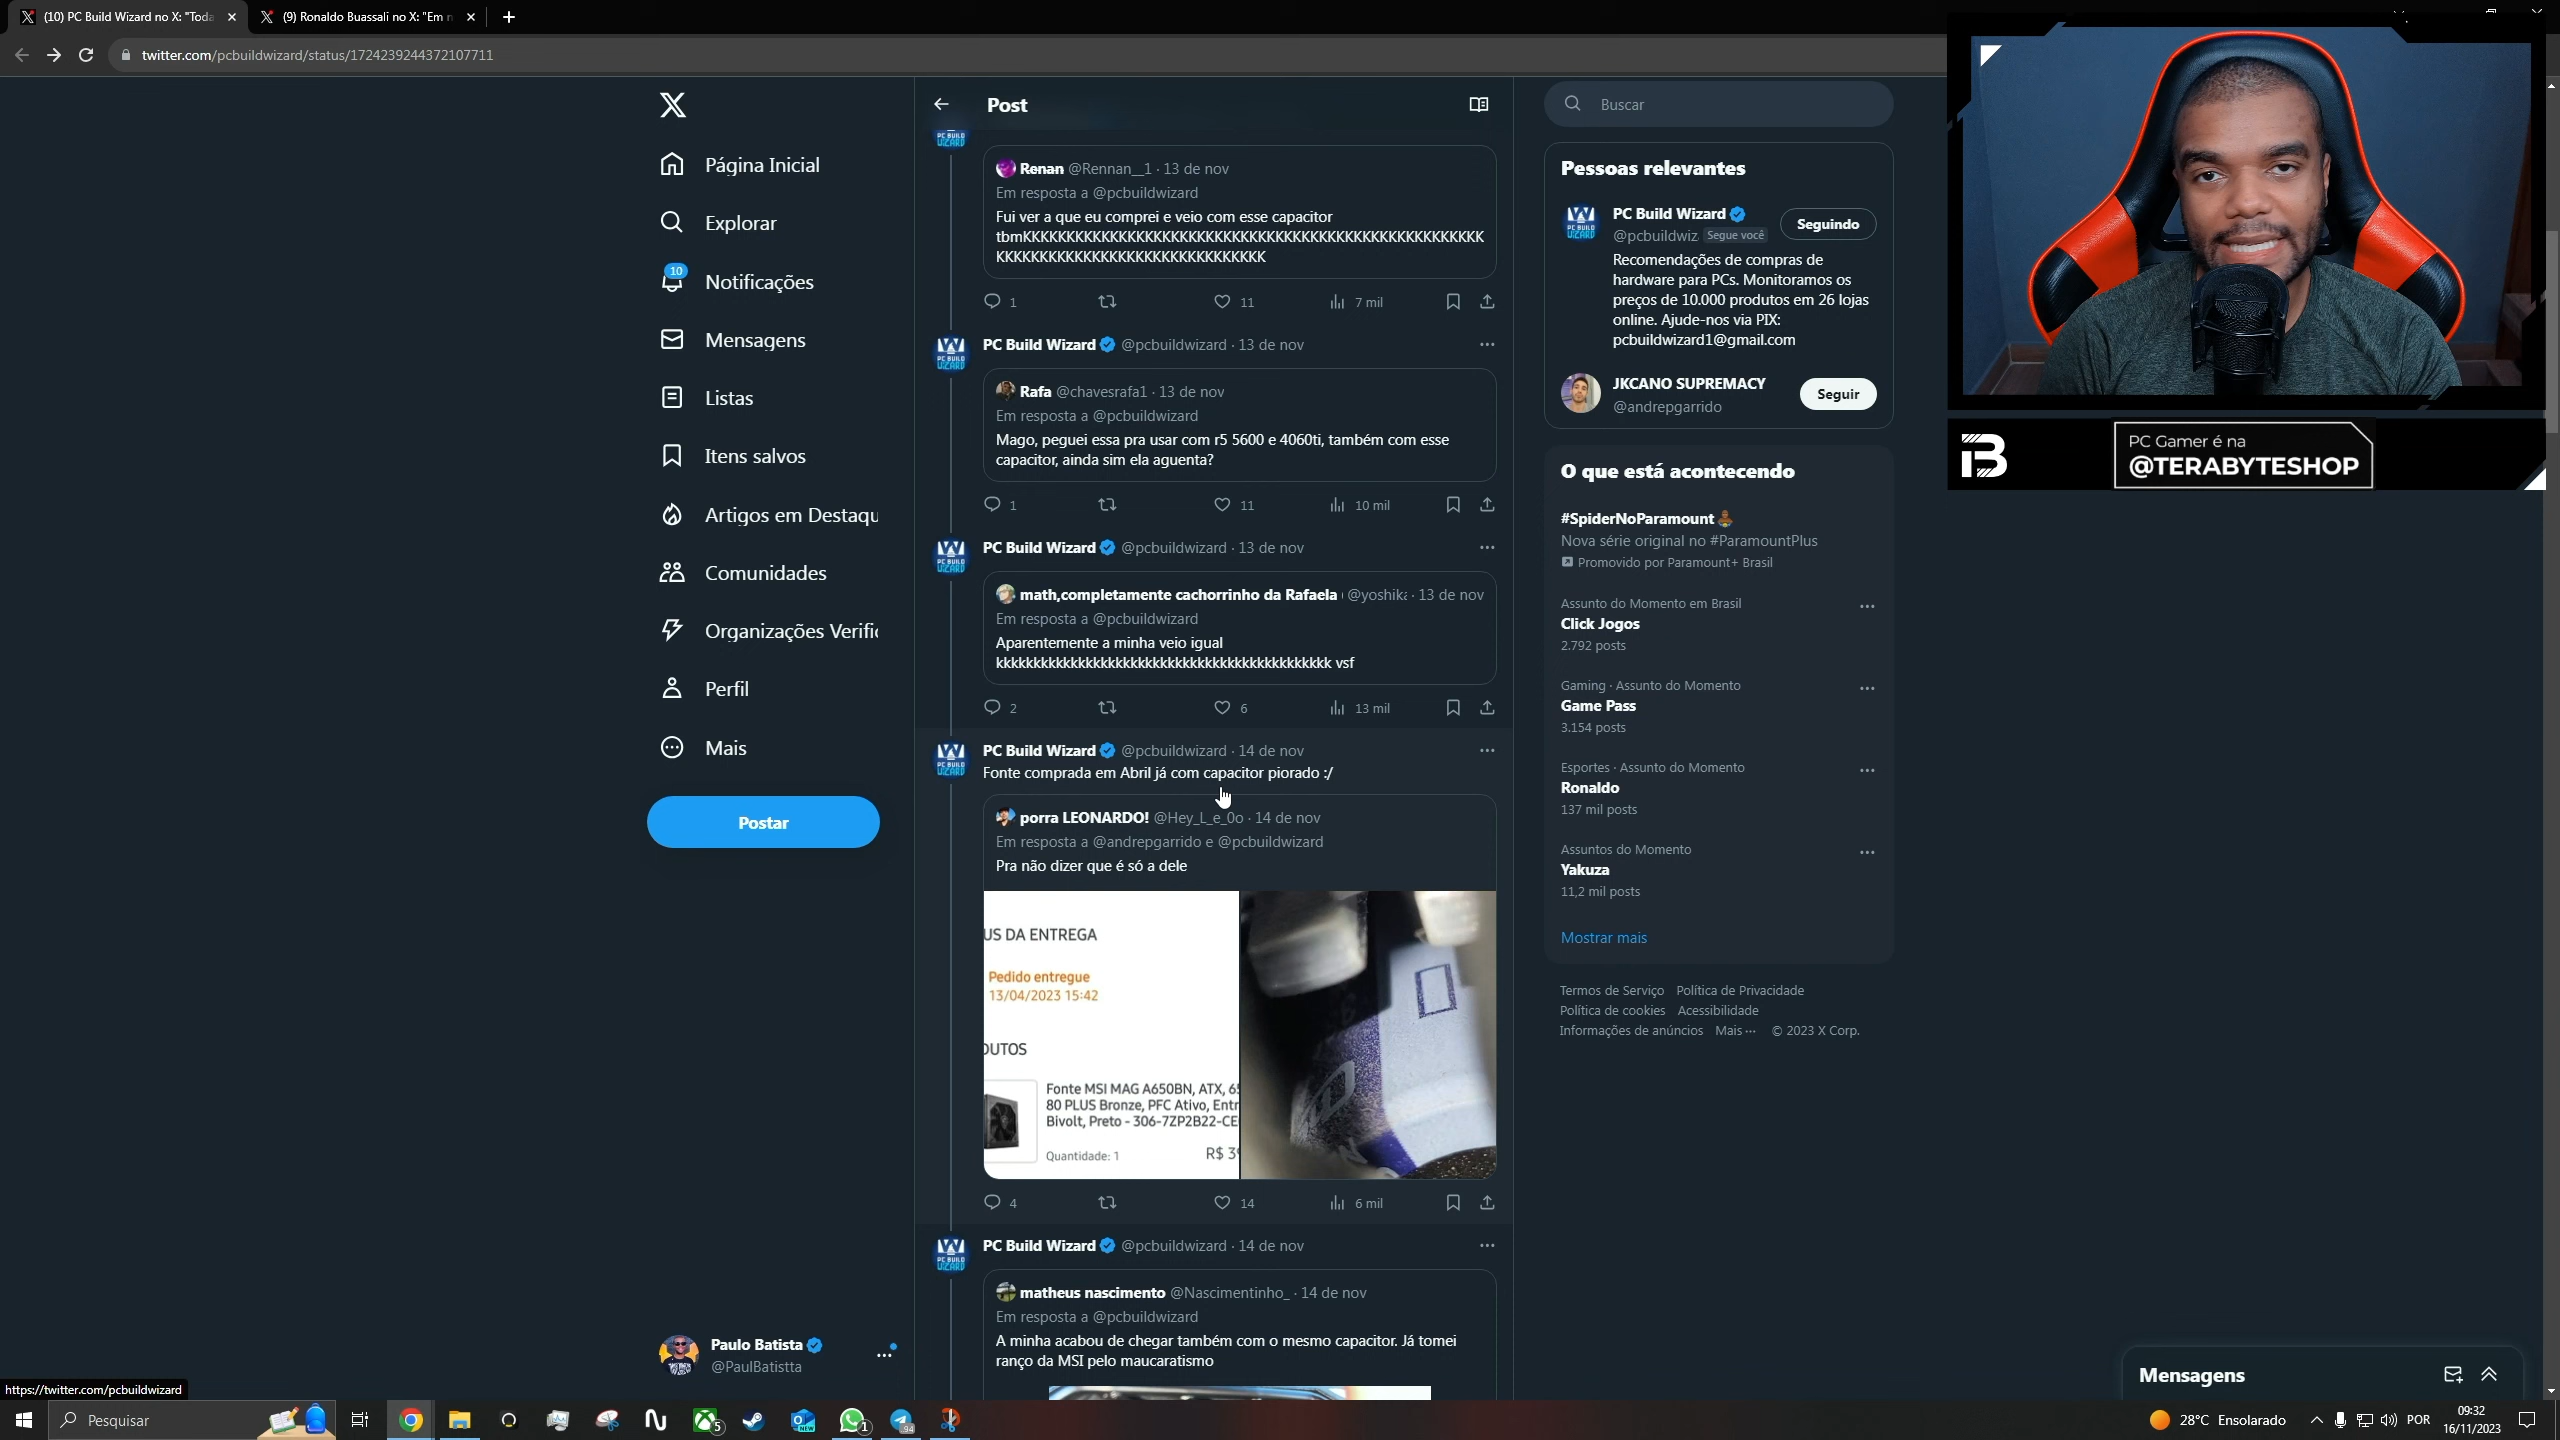 (10) PC Build Wizard no X: "Toda
(9) Ronaldo Buassali no X: "Em n
twitter.com/pcbuildwizard/status/1724239244372107711
Página Inicial
Explorar
10
Notificações
Mensagens
Listas
Itens salvos
Artigos em Destaqu
Comunidades
Organizações Verific
Perfil
Mais
Postar
Paulo Batista
@PaulBatistta
https://twitter.com/pcbuildwizard
Post
PC BUILD
WIZARD
Renan @Rennan__1 · 13 de nov
Em resposta a @pcbuildwizard
Fui ver a que eu comprei e veio com esse capacitor
1 11 7 mil
PC Build Wizard @pcbuildwizard · 13 de nov
Rafa @chavesrafa1 · 13 de nov
Em resposta a @pcbuildwizard
Mago, peguei essa pra usar com r5 5600 e 4060ti, também com esse
capacitor, ainda sim ela aguenta?
1 11 10 mil
PC Build Wizard @pcbuildwizard · 13 de nov
math,completamente cachorrinho da Rafaela @yoshika · 13 de nov
Em resposta a @pcbuildwizard
Aparentemente a minha veio igual
vsf
2 6 13 mil
PC Build Wizard @pcbuildwizard · 14 de nov
Fonte comprada em Abril já com capacitor piorado :/
porra LEONARDO! @Hey_L_e_0o · 14 de nov
Em resposta a @andrepgarrido e @pcbuildwizard
Pra não dizer que é só a dele
US DA ENTREGA
Pedido entregue
13/04/2023 15:42
DUTOS
Fonte MSI MAG A650BN, ATX, 65
80 PLUS Bronze, PFC Ativo, Entr
Bivolt, Preto - 306-7ZP2B22-CE
Quantidade: 1 R$ 39
4 14 6 mil
PC Build Wizard @pcbuildwizard · 14 de nov
matheus nascimento @Nascimentinho_ · 14 de nov
Em resposta a @pcbuildwizard
A minha acabou de chegar também com o mesmo capacitor. Já tomei
ranço da MSI pelo maucaratismo
Buscar
Pessoas relevantes
PC Build Wizard
@pcbuildwiz Segue você
Seguindo
Recomendações de compras de
hardware para PCs. Monitoramos os
preços de 10.000 produtos em 26 lojas
online. Ajude-nos via PIX:
pcbuildwizard1@gmail.com
JKCANO SUPREMACY
@andrepgarrido
Seguir
O que está acontecendo
#SpiderNoParamount
Nova série original no #ParamountPlus
Promovido por Paramount+ Brasil
Assunto do Momento em Brasil
Click Jogos
2.792 posts
Gaming · Assunto do Momento
Game Pass
3.154 posts
Esportes · Assunto do Momento
Ronaldo
137 mil posts
Assuntos do Momento
Yakuza
11,2 mil posts
Mostrar mais
Termos de Serviço Política de Privacidade
Política de cookies Acessibilidade
Informações de anúncios Mais ··· © 2023 X Corp.
PC Gamer é na
@TERABYTESHOP
Mensagens
Pesquisar
5
1
94
28°C Ensolarado
POR
09:32
16/11/2023